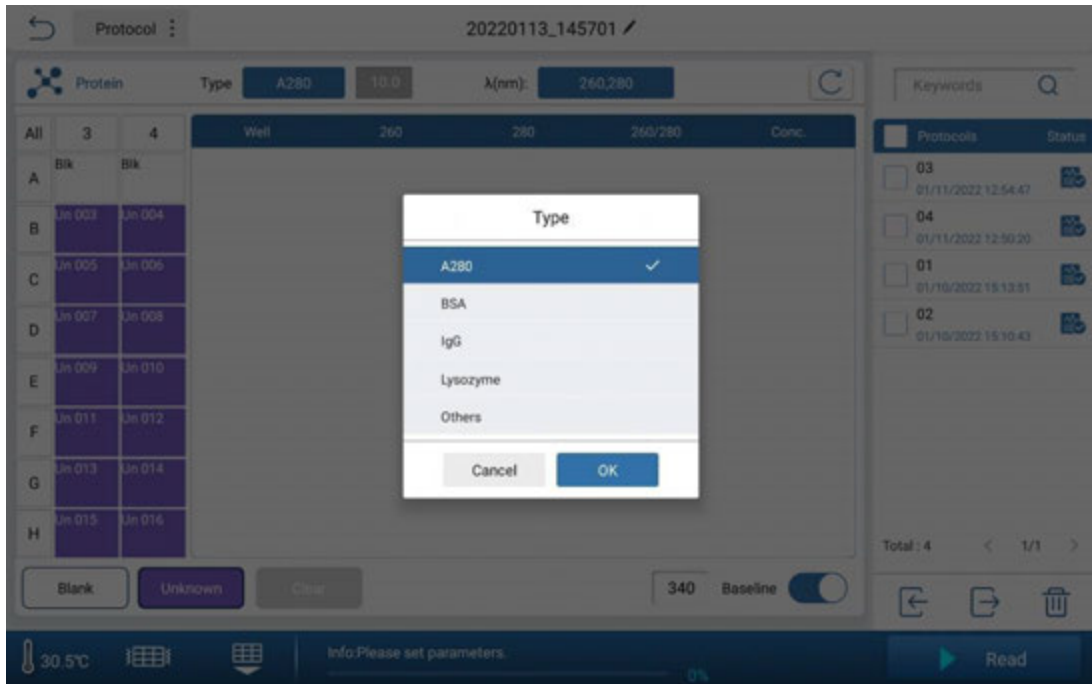 Protocol
20220113_145701
Protein
Type
A280
10.0
λ(nm):
260,280
Keywords
All 3 4
Well 260 280 260/280 Conc.
Protocols Status
A Blk Blk
B Un 003 Un 004
C Un 005 Un 006
D Un 007 Un 008
E Un 009 Un 010
F Un 011 Un 012
G Un 013 Un 014
H Un 015 Un 016
Type
A280
BSA
IgG
Lysozyme
Others
Cancel OK
03
01/11/2022 12:54:47
04
01/11/2022 12:50:20
01
01/10/2022 15:13:51
02
01/10/2022 15:10:43
Total : 4 < 1/1 >
Blank Unknown Clear
340 Baseline
30.5℃
Info:Please set parameters.
0%
Read